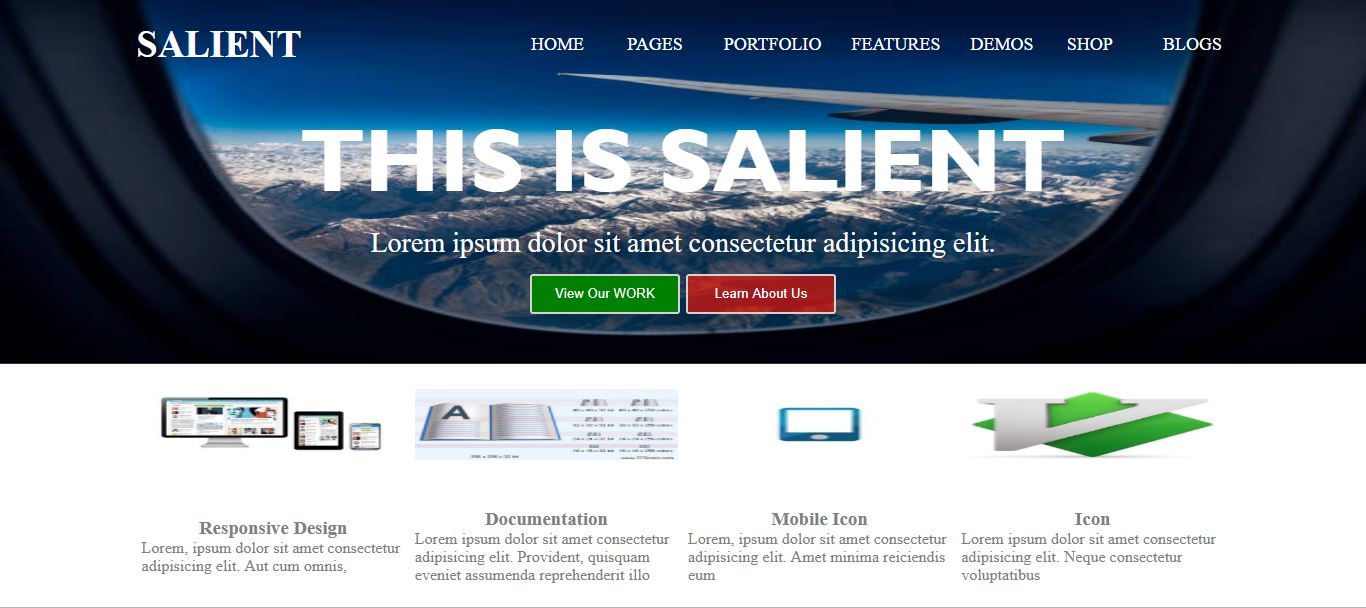 SALIENT
HOME PAGES PORTFOLIO FEATURES DEMOS SHOP BLOGS
THIS IS SALIENT
Lorem ipsum dolor sit amet consectetur adipisicing elit.
View Our WORK
Learn About Us
A
Responsive Design
Lorem, ipsum dolor sit amet consectetur
adipisicing elit. Aut cum omnis,
Documentation
Lorem ipsum dolor sit amet consectetur
adipisicing elit. Provident, quisquam
eveniet assumenda reprehenderit illo
Mobile Icon
Lorem ipsum dolor sit amet consectetur
adipisicing elit. Amet minima reiciendis
eum
Icon
Lorem ipsum dolor sit amet consectetur
adipisicing elit. Neque consectetur
voluptatibus